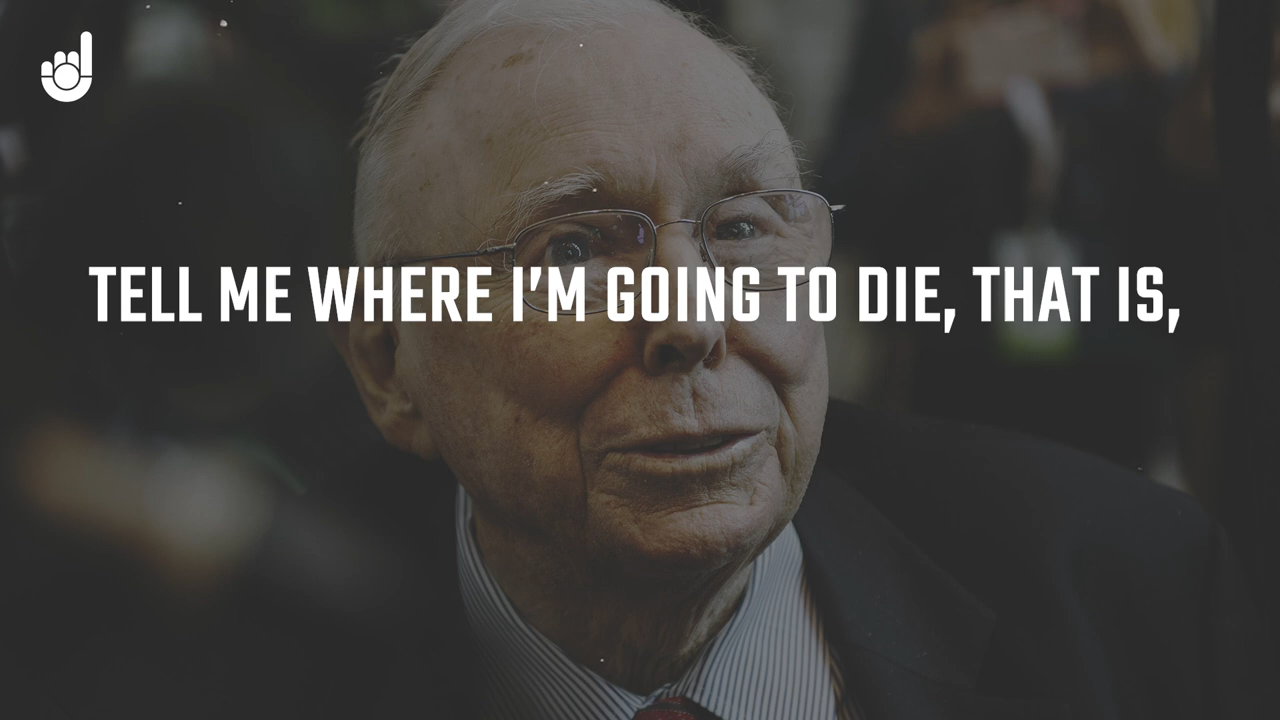 TELL ME WHERE I'M GOING TO DIE, THAT IS,